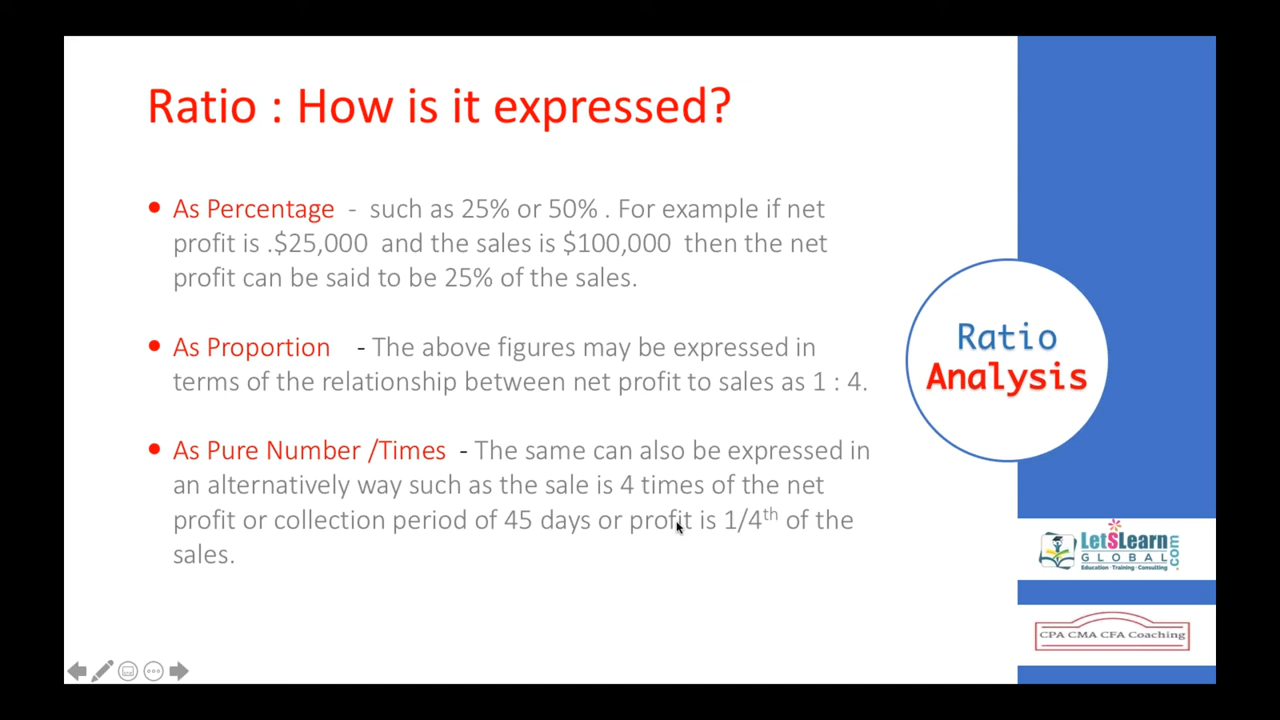 Ratio : How is it expressed?
• As Percentage - such as 25% or 50% . For example if net
profit is .$25,000 and the sales is $100,000 then the net
profit can be said to be 25% of the sales.
• As Proportion - The above figures may be expressed in
terms of the relationship between net profit to sales as 1 : 4.
• As Pure Number /Times - The same can also be expressed in
an alternatively way such as the sale is 4 times of the net
profit or collection period of 45 days or profit is 1/4th of the
sales.
Ratio
Analysis
LetSLearn
GLOBAL.com
Education - Training - Consulting
CPA CMA CFA Coaching